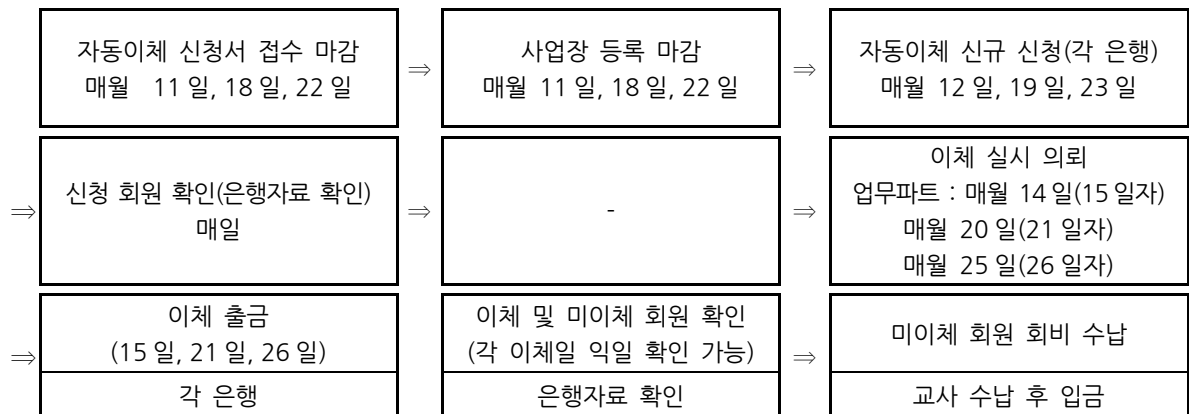 자동이체 신청서 접수 마감
매월 11 일, 18 일, 22 일
⇒
사업장 등록 마감
매월 11 일, 18 일, 22 일
⇒
자동이체 신규 신청(각 은행)
매월 12 일, 19 일, 23 일
⇒
신청 회원 확인(은행자료 확인)
매일
⇒
-
⇒
이체 실시 의뢰
업무파트 : 매월 14 일(15 일자)
매월 20 일(21 일자)
매월 25 일(26 일자)
⇒
이체 출금
(15 일, 21 일, 26 일)
각 은행
이체 및 미이체 회원 확인
(각 이체일 익일 확인 가능)
은행자료 확인
⇒
미이체 회원 회비 수납
교사 수납 후 입금